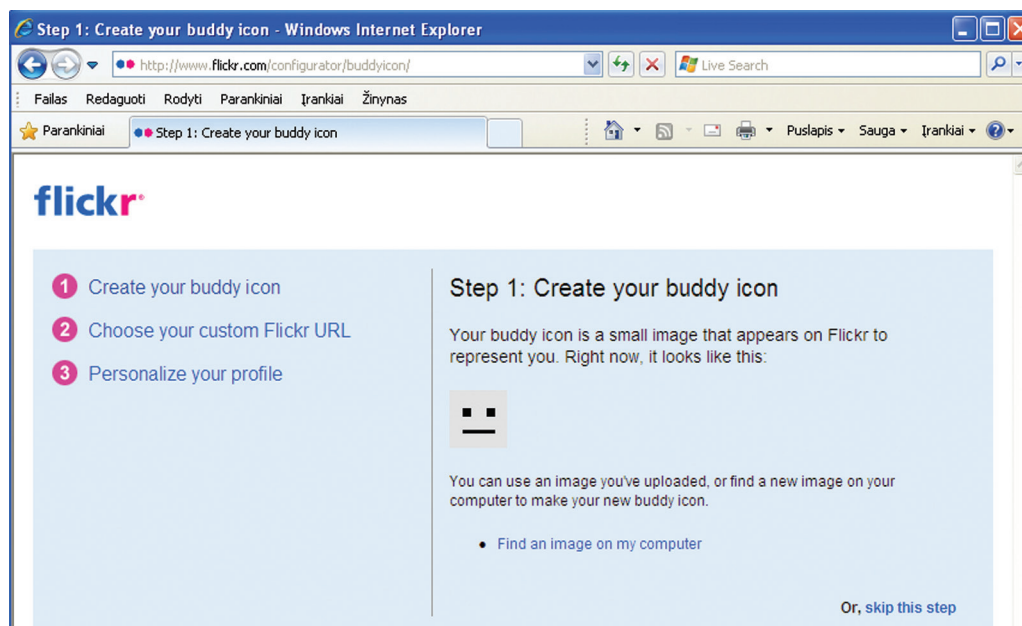 Step 1: Create your buddy icon - Windows Internet Explorer
http://www.flickr.com/configurator/buddyicon/
Live Search
Failas Redaguoti Rodyti Parankiniai Įrankiai Žinynas
Parankiniai Step 1: Create your buddy icon Puslapis Sauga Įrankiai
flickr
1 Create your buddy icon
2 Choose your custom Flickr URL
3 Personalize your profile
Step 1: Create your buddy icon
Your buddy icon is a small image that appears on Flickr to
represent you. Right now, it looks like this:
You can use an image you've uploaded, or find a new image on your
computer to make your new buddy icon.
• Find an image on my computer
Or, skip this step